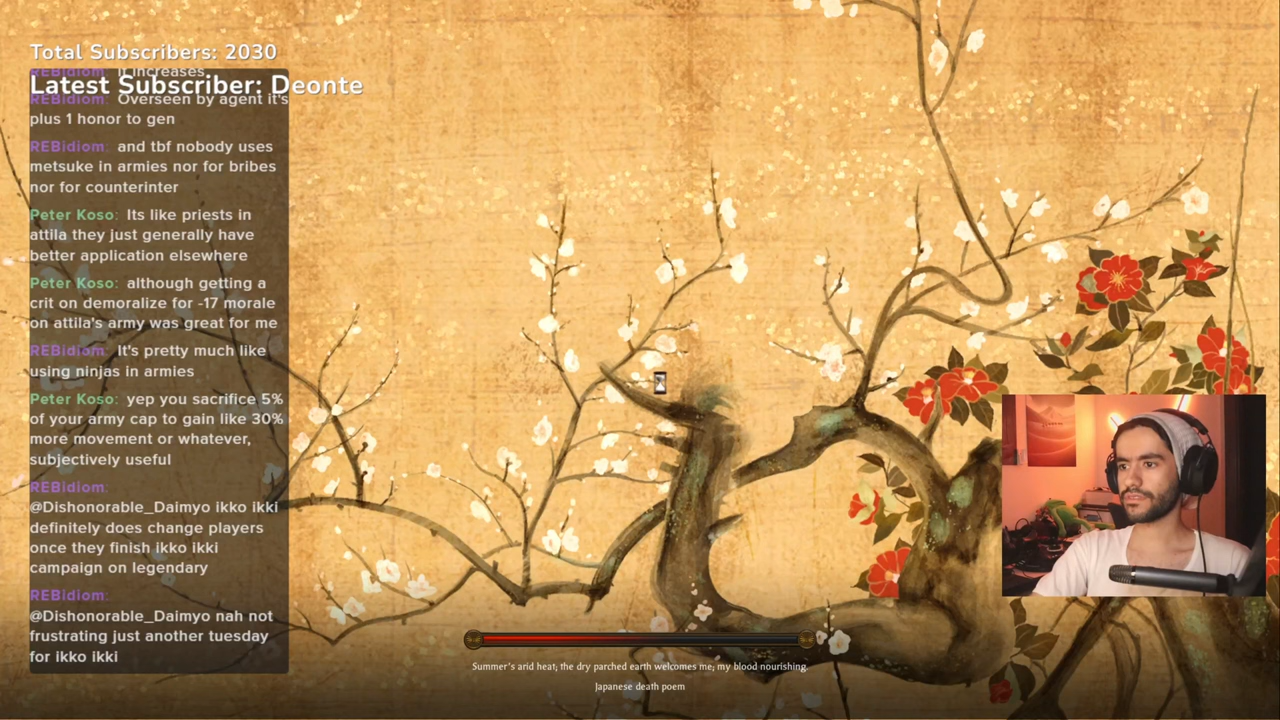 Total Subscribers: 2030
REBidiom: it increases
Latest Subscriber: Deonte
REBidiom: Overseen by agent it's
plus 1 honor to gen
REBidiom: and tbf nobody uses
metsuke in armies nor for bribes
nor for counterinter
Peter Koso: Its like priests in
attila they just generally have
better application elsewhere
Peter Koso: although getting a
crit on demoralize for -17 morale
on attila's army was great for me
REBidiom: It's pretty much like
using ninjas in armies
Peter Koso: yep you sacrifice 5%
of your army cap to gain like 30%
more movement or whatever,
subjectively useful
REBidiom:
@Dishonorable_Daimyo ikko ikki
definitely does change players
once they finish ikko ikki
campaign on legendary
REBidiom:
@Dishonorable_Daimyo nah not
frustrating just another tuesday
for ikko ikki
Summer's arid heat; the dry parched earth welcomes me; my blood nourishing.
Japanese death poem